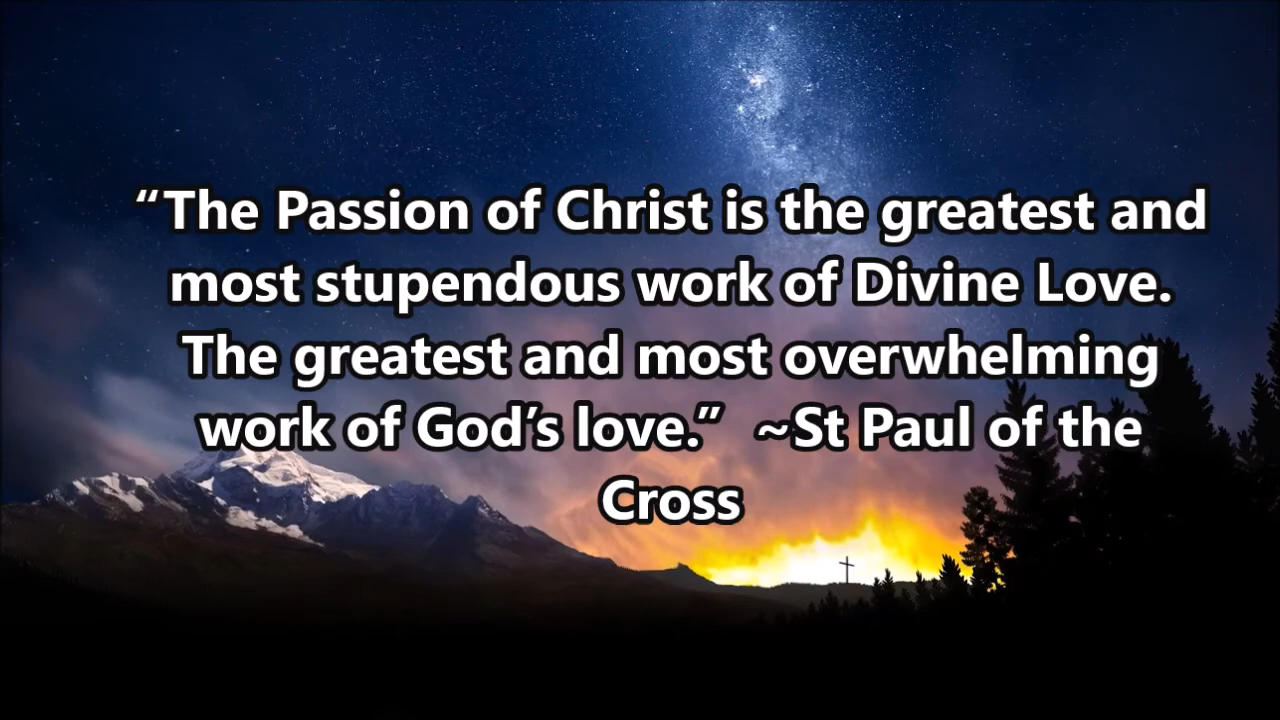 “The Passion of Christ is the greatest and
most stupendous work of Divine Love.
The greatest and most overwhelming
work of God’s love.”  ~St Paul of the
Cross